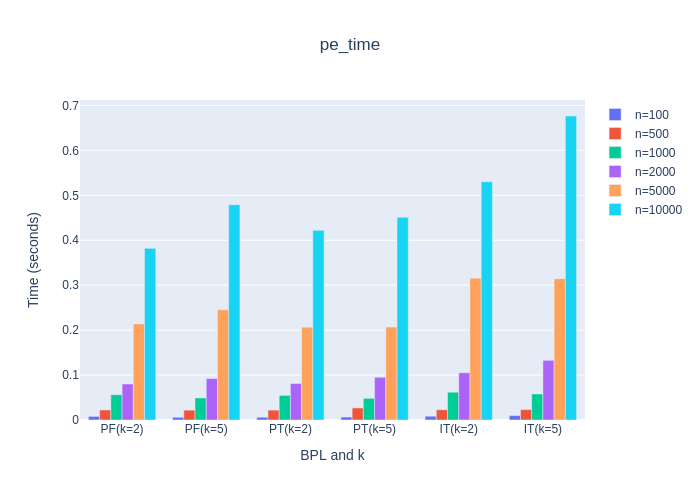 pe_time
0.7
0.6
0.5
0.4
0.3
0.2
0.1
0
Time (seconds)
PF(k=2)
PF(k=5)
PT(k=2)
PT(k=5)
IT(k=2)
IT(k=5)
BPL and k
n=100
n=500
n=1000
n=2000
n=5000
n=10000